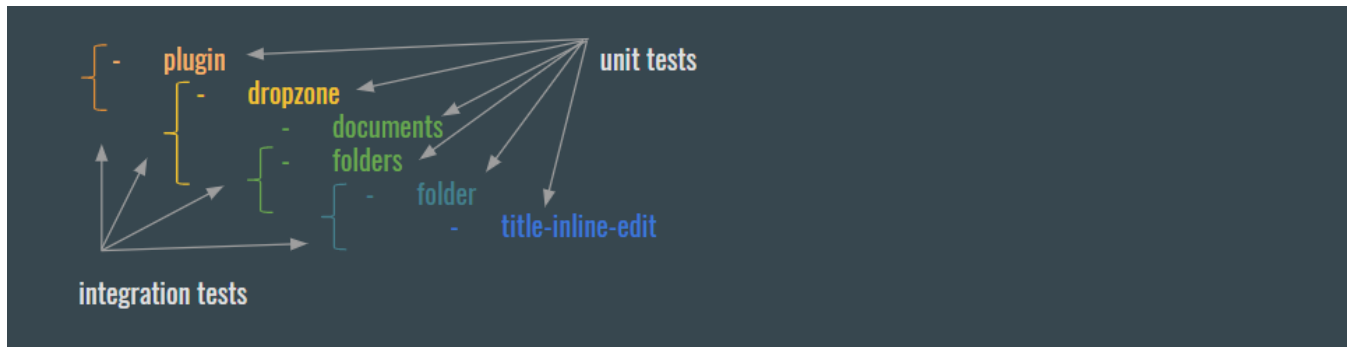 - plugin
unit tests
- dropzone
- documents
- folders
- folder
- title-inline-edit
integration tests